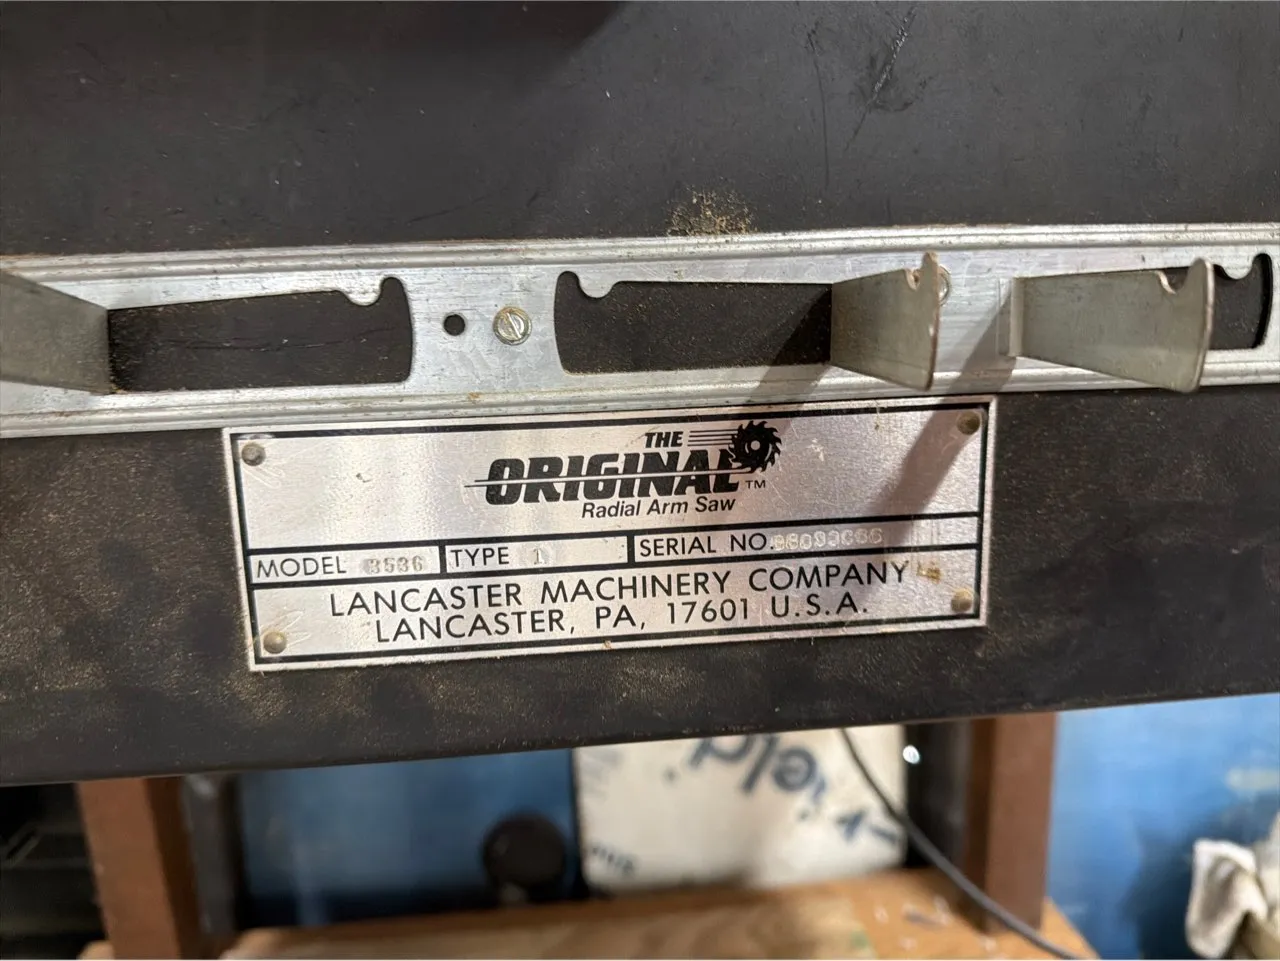 THE
ORIGINAL™
Radial Arm Saw
MODEL 3536 TYPE 1 SERIAL NO.
LANCASTER MACHINERY COMPANY
LANCASTER, PA, 17601 U.S.A.